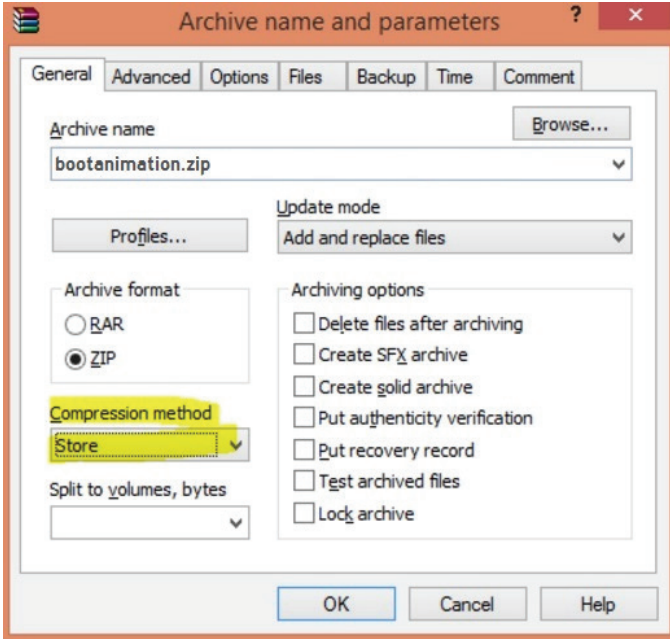 Archive name and parameters
? ×
General Advanced Options Files Backup Time Comment
Archive name
Browse...
bootanimation.zip
Profiles...
Update mode
Add and replace files
Archive format
RAR
ZIP
Compression method
Store
Split to volumes, bytes
Archiving options
Delete files after archiving
Create SFX archive
Create solid archive
Put authenticity verification
Put recovery record
Test archived files
Lock archive
OK Cancel Help